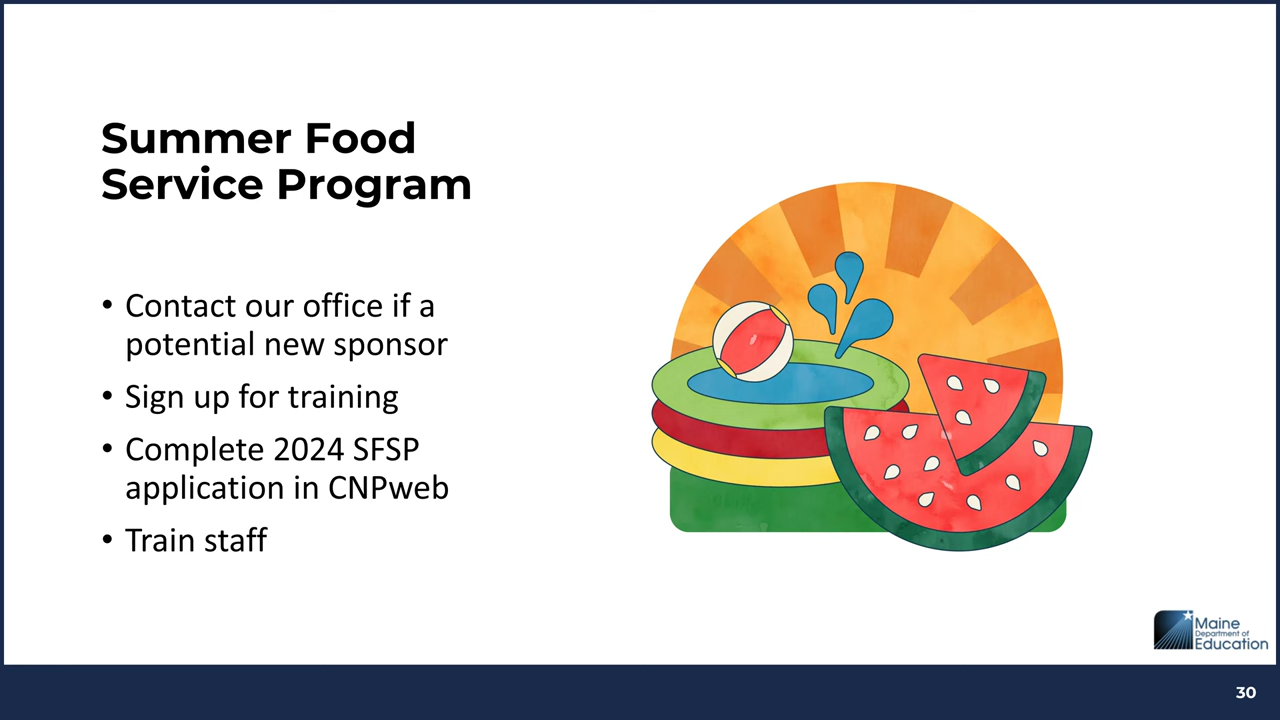 Summer Food
Service Program
• Contact our office if a
potential new sponsor
• Sign up for training
• Complete 2024 SFSP
application in CNPweb
• Train staff
Maine
Department of
Education
30